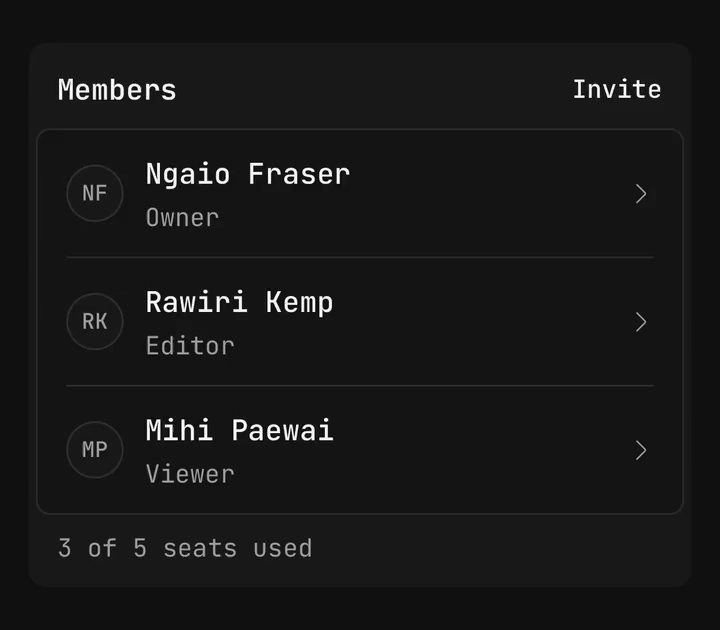 Members
Invite
NF
Ngaio Fraser
Owner
RK
Rawiri Kemp
Editor
MP
Mihi Paewai
Viewer
3 of 5 seats used